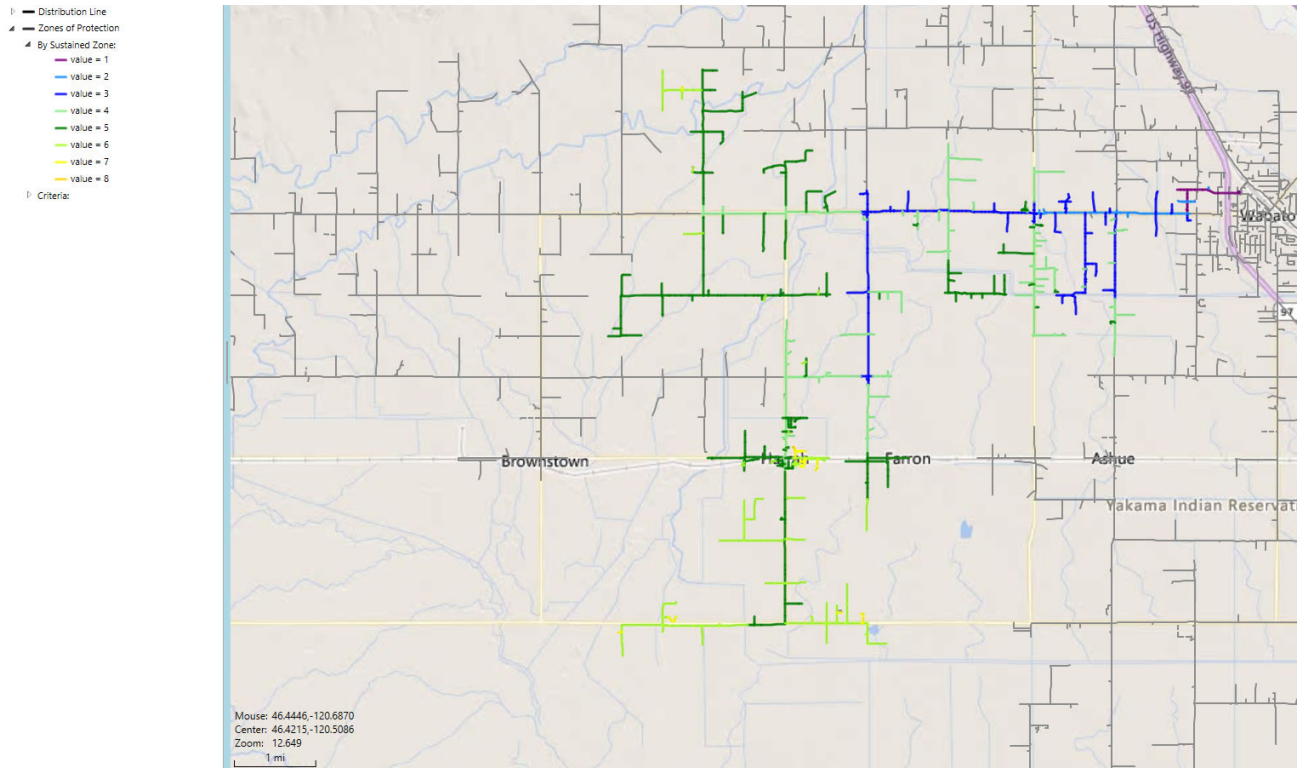 Distribution Line
Zones of Protection
By Sustained Zone:
value = 1
value = 2
value = 3
value = 4
value = 5
value = 6
value = 7
value = 8
Criteria:
US Highway 97
97
Brownstown
Farron
Ashue
Yakama Indian Reservati
Mouse: 46.4446,-120.6870
Center: 46.4215,-120.5086
Zoom: 12.649
1 mi